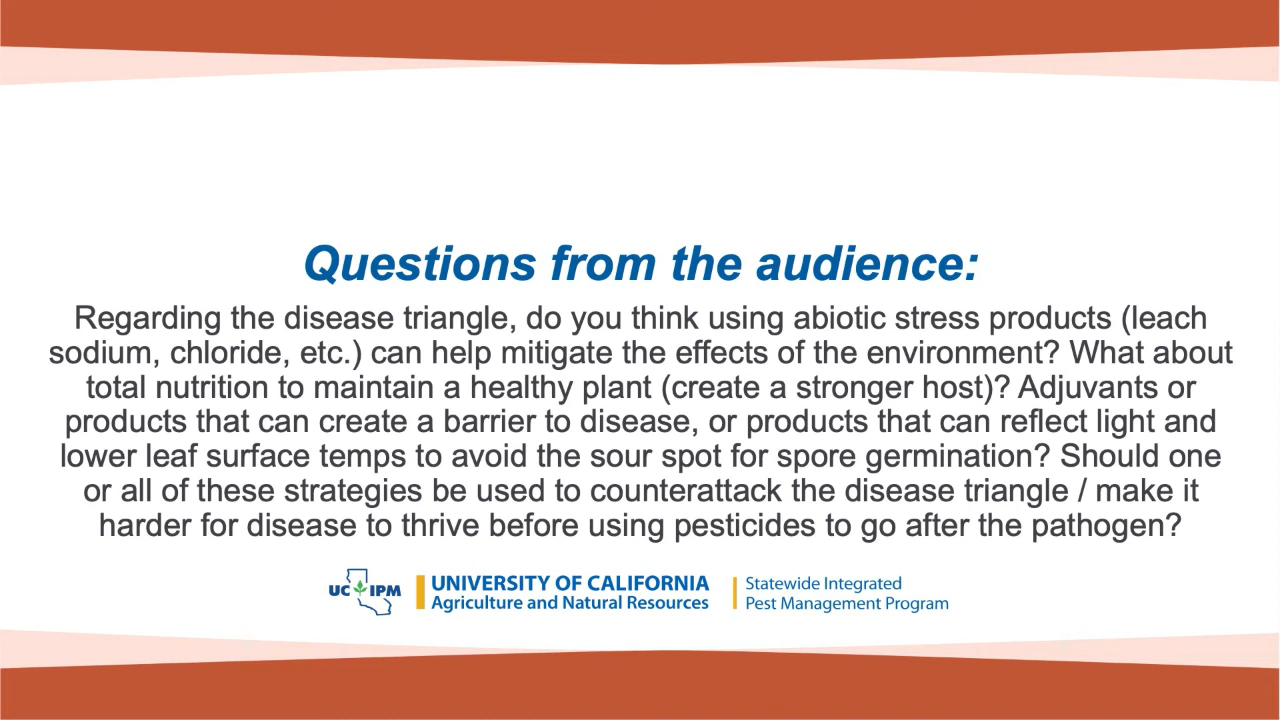 Questions from the audience:
Regarding the disease triangle, do you think using abiotic stress products (leach
sodium, chloride, etc.) can help mitigate the effects of the environment? What about
total nutrition to maintain a healthy plant (create a stronger host)? Adjuvants or
products that can create a barrier to disease, or products that can reflect light and
lower leaf surface temps to avoid the sour spot for spore germination? Should one
or all of these strategies be used to counterattack the disease triangle / make it
harder for disease to thrive before using pesticides to go after the pathogen?
UC IPM
UNIVERSITY OF CALIFORNIA
Agriculture and Natural Resources
Statewide Integrated
Pest Management Program